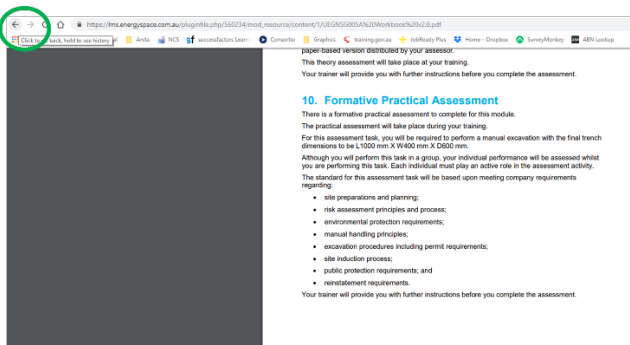 https://lms.energyspace.com.au/pluginfile.php/560234/mod_resource/content/1/UEGNSG005A%20Workbook%20v2.0.pdf
Click to go back, hold to see history Anita NCS successfactors Learn Consortio Graphics training.gov.au JobReady Plus Home - Dropbox SurveyMonkey ABN Lookup
paper-based version distributed by your assessor.
This theory assessment will take place at your training.
Your trainer will provide you with further instructions before you complete the assessment.
10. Formative Practical Assessment
There is a formative practical assessment to complete for this module.
The practical assessment will take place during your training.
For this assessment task, you will be required to perform a manual excavation with the final trench
dimensions to be L1000 mm X W400 mm X D600 mm.
Although you will perform this task in a group, your individual performance will be assessed whilst
you are performing this task. Each individual must play an active role in the assessment activity.
The standard for this assessment task will be based upon meeting company requirements
regarding:
• site preparations and planning;
• risk assessment principles and process;
• environmental protection requirements;
• manual handling principles;
• excavation procedures including permit requirements;
• site induction process;
• public protection requirements; and
• reinstatement requirements.
Your trainer will provide you with further instructions before you complete the assessment.